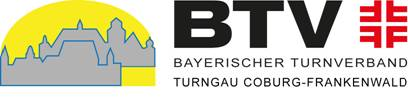 BTV
BAYERISCHER TURNVERBAND
TURNGAU COBURG-FRANKENWALD